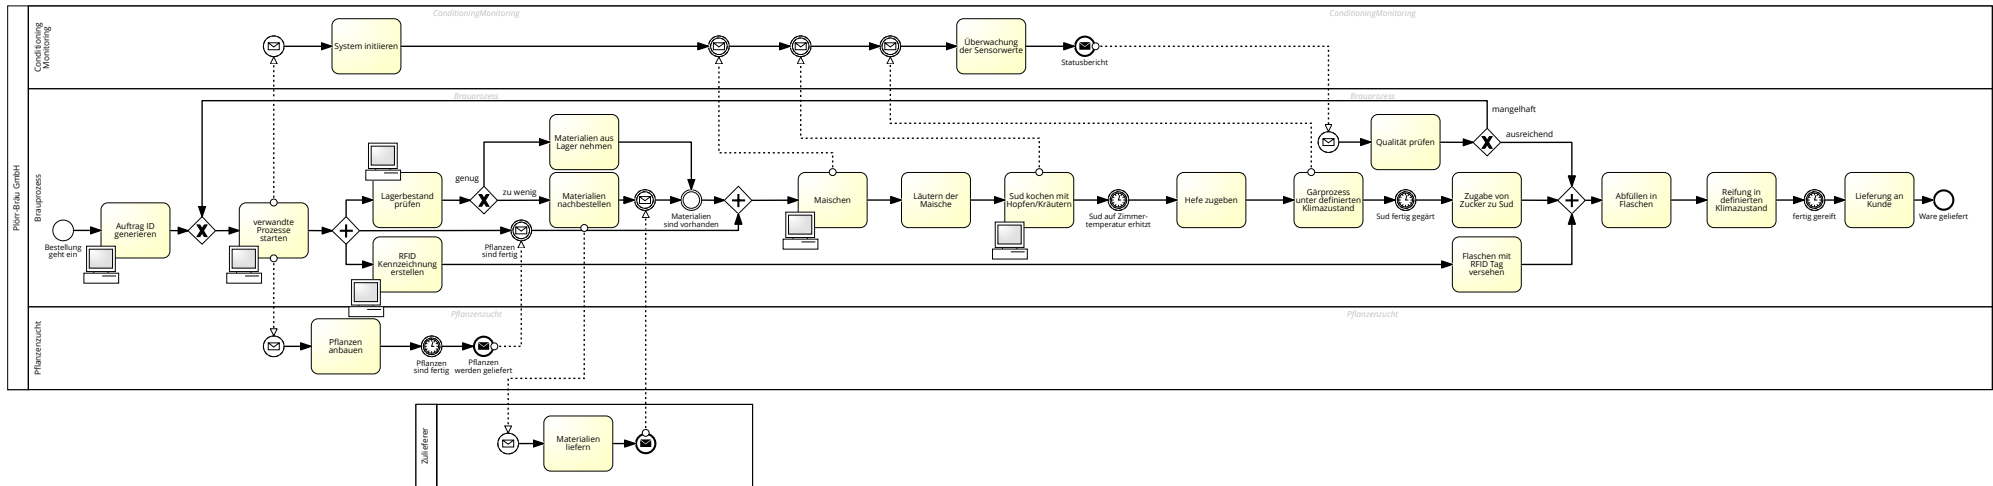 Plörr-Bräu GmbH
Conditioning
Monitoring
ConditioningMonitoring
ConditioningMonitoring
System initiieren
Überwachung
der Sensorwerte
Statusbericht
Brauprozess
Brauprozess
Brauprozess
Bestellung
geht ein
Auftrag ID
generieren
verwandte
Prozesse
starten
Lagerbestand
prüfen
RFID
Kennzeichnung
erstellen
genug
zu wenig
Materialien aus
Lager nehmen
Materialien
nachbestellen
Pflanzen
sind fertig
Materialien
sind vorhanden
Maischen
Läutern der
Maische
Sud kochen mit
Hopfen/Kräutern
Sud auf Zimmer-
temperatur erhitzt
Hefe zugeben
Gärprozess
unter definierten
Klimazustand
Sud fertig gegärt
Qualität prüfen
mangelhaft
ausreichend
Zugabe von
Zucker zu Sud
Flaschen mit
RFID Tag
versehen
Abfüllen in
Flaschen
Reifung in
definierten
Klimazustand
fertig gereift
Lieferung an
Kunde
Ware geliefert
Pflanzenzucht
Pflanzenzucht
Pflanzenzucht
Pflanzen
anbauen
Pflanzen
sind fertig
Pflanzen
werden geliefert
Zulieferer
Materialien
liefern